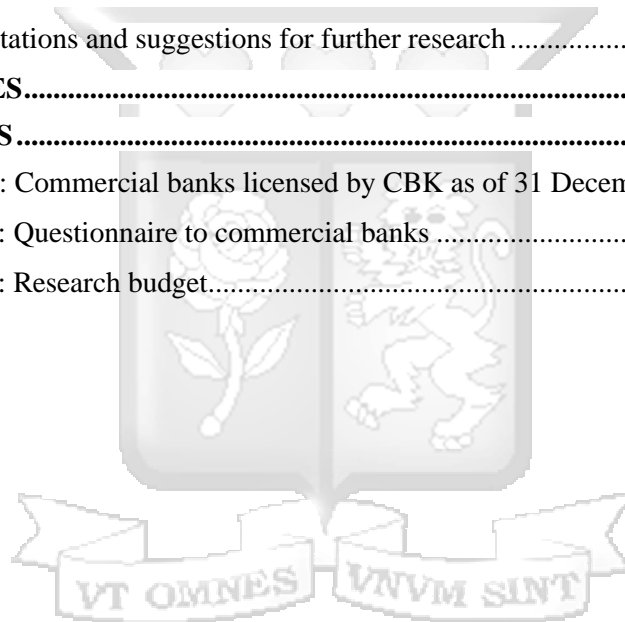 tations and suggestions for further research ..................
ES...................................................................................
S ....................................................................................
: Commercial banks licensed by CBK as of 31 Decem
: Questionnaire to commercial banks ............................
: Research budget............................................................
VT OMNES VNVM SINT